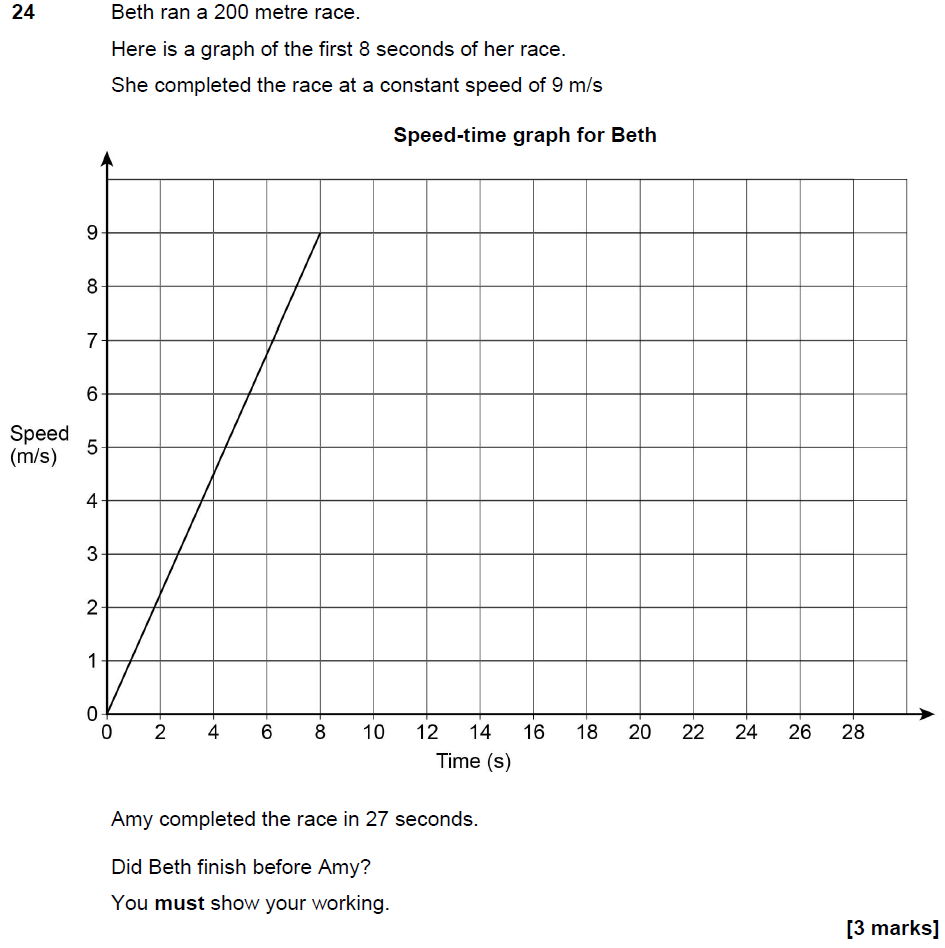 24 Beth ran a 200 metre race.
Here is a graph of the first 8 seconds of her race.
She completed the race at a constant speed of 9 m/s
Speed-time graph for Beth
9
8
7
6
Speed
(m/s)
5
4
3
2
1
0
0 2 4 6 8 10 12 14 16 18 20 22 24 26 28
Time (s)
Amy completed the race in 27 seconds.
Did Beth finish before Amy?
You must show your working.
[3 marks]